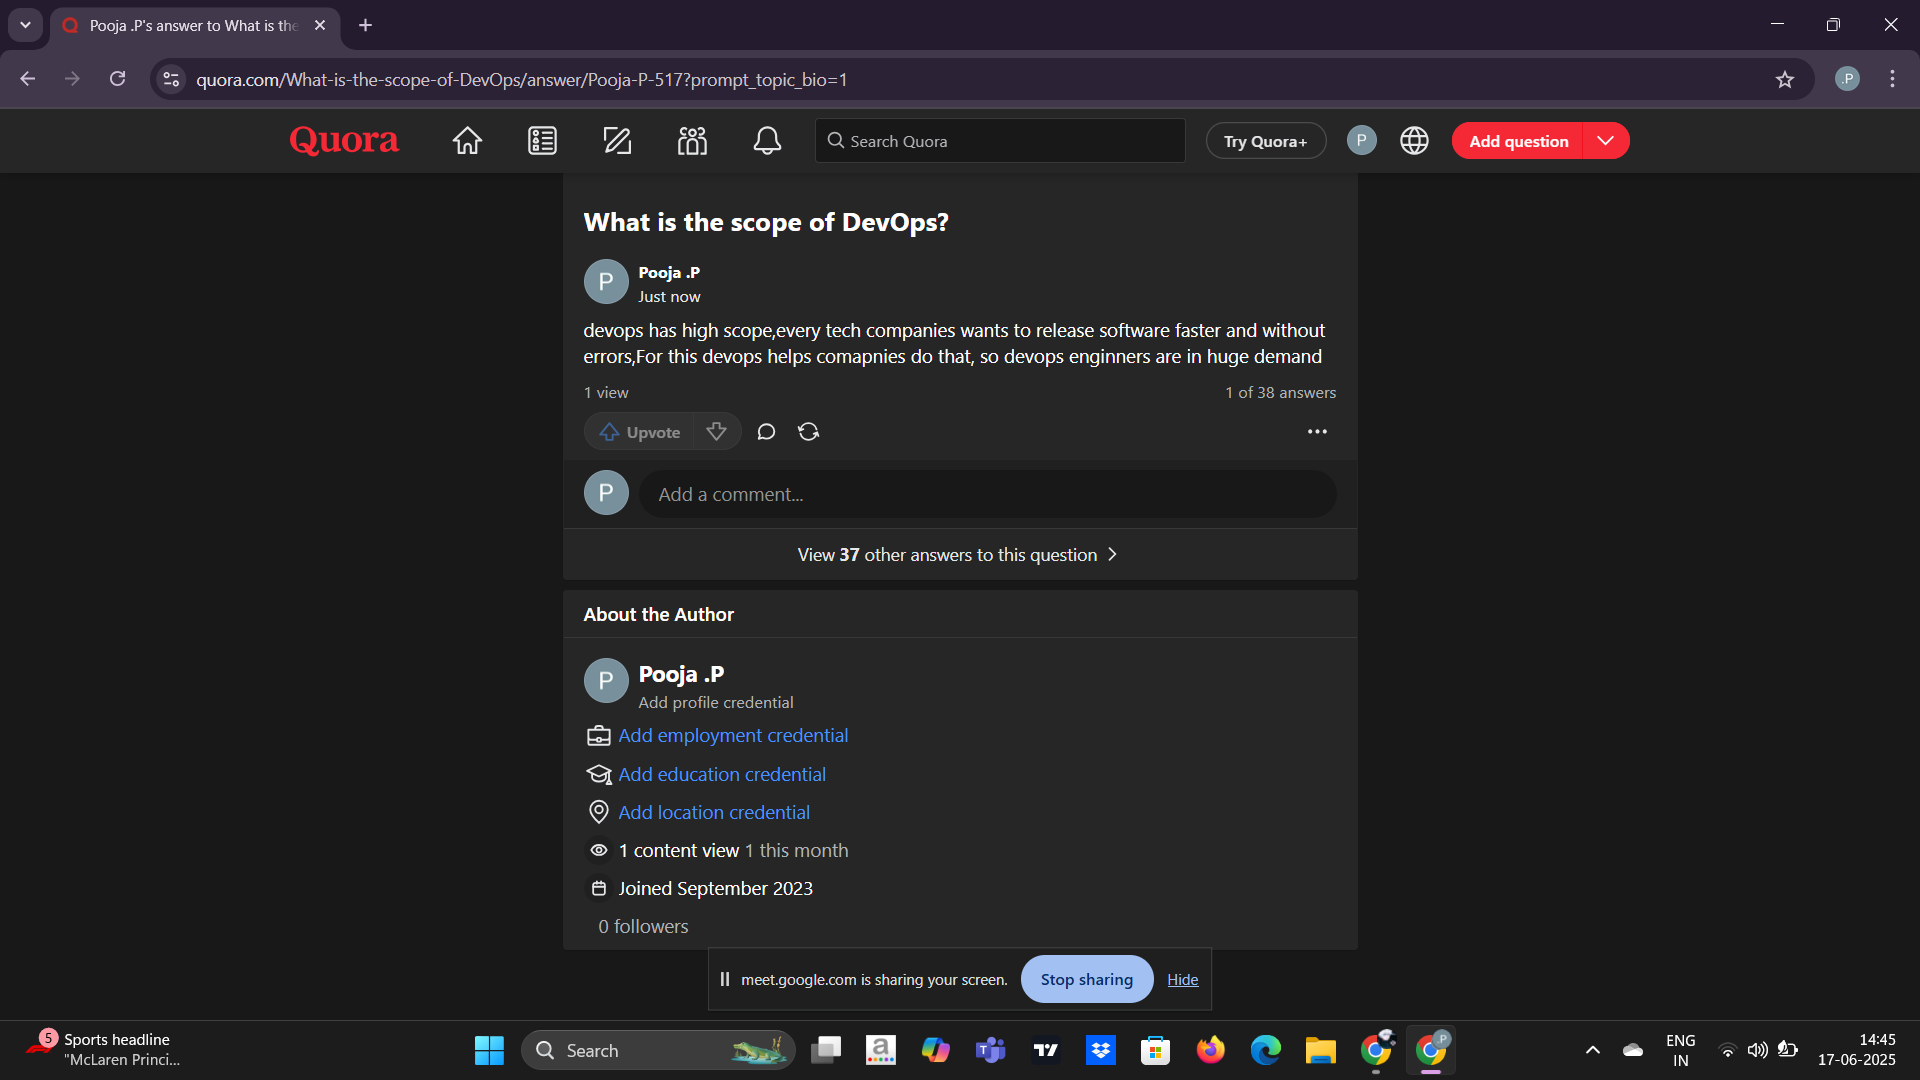 Pooja .P's answer to What is the
quora.com/What-is-the-scope-of-DevOps/answer/Pooja-P-517?prompt_topic_bio=1
.P
Quora
Search Quora
Try Quora+
P
Add question
What is the scope of DevOps?
P
Pooja .P
Just now
devops has high scope,every tech companies wants to release software faster and without
errors,For this devops helps comapnies do that, so devops enginners are in huge demand
1 view
1 of 38 answers
Upvote
P
Add a comment...
View 37 other answers to this question
About the Author
P
Pooja .P
Add profile credential
Add employment credential
Add education credential
Add location credential
1 content view 1 this month
Joined September 2023
0 followers
meet.google.com is sharing your screen.
Stop sharing
Hide
5
Sports headline
"McLaren Princi...
Search
a
T
.P
ENG
IN
14:45
17-06-2025